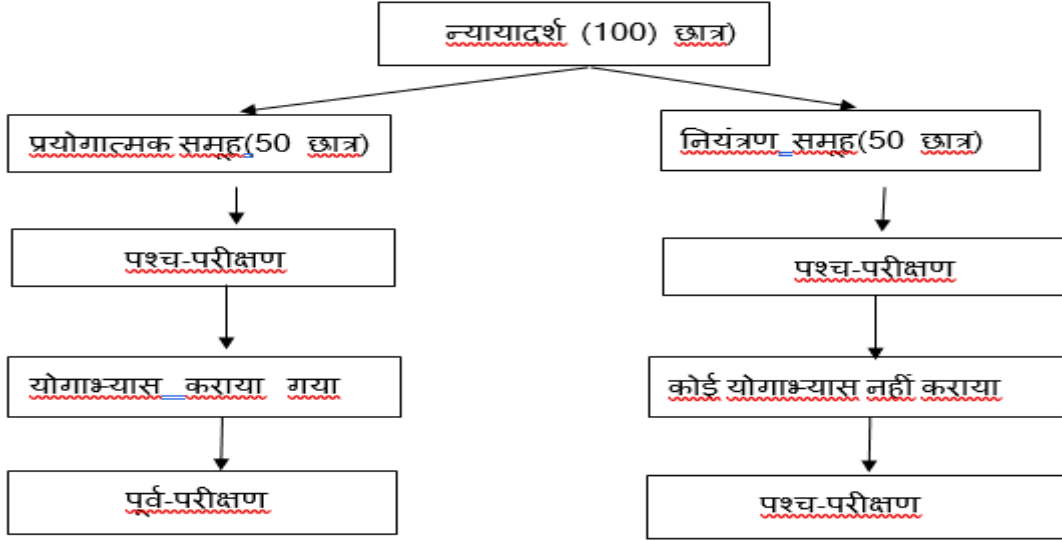 न्यायादर्श (100) छात्र)
प्रयोगात्मक समूह(50 छात्र)
नियंत्रण समूह(50 छात्र)
पश्च-परीक्षण
पश्च-परीक्षण
योगाभ्यास कराया गया
कोई योगाभ्यास नहीं कराया
पूर्व-परीक्षण
पश्च-परीक्षण